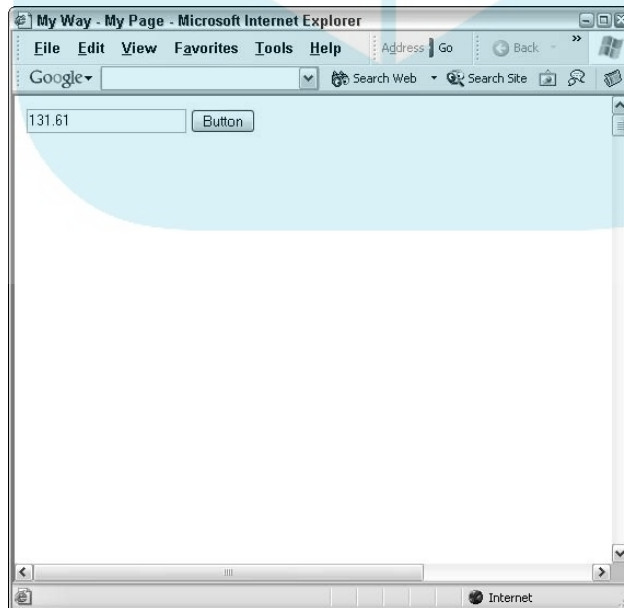 My Way - My Page - Microsoft Internet Explorer
File Edit View Favorites Tools Help Address Go Back »
Google Search Web Search Site
131.61 Button
Internet